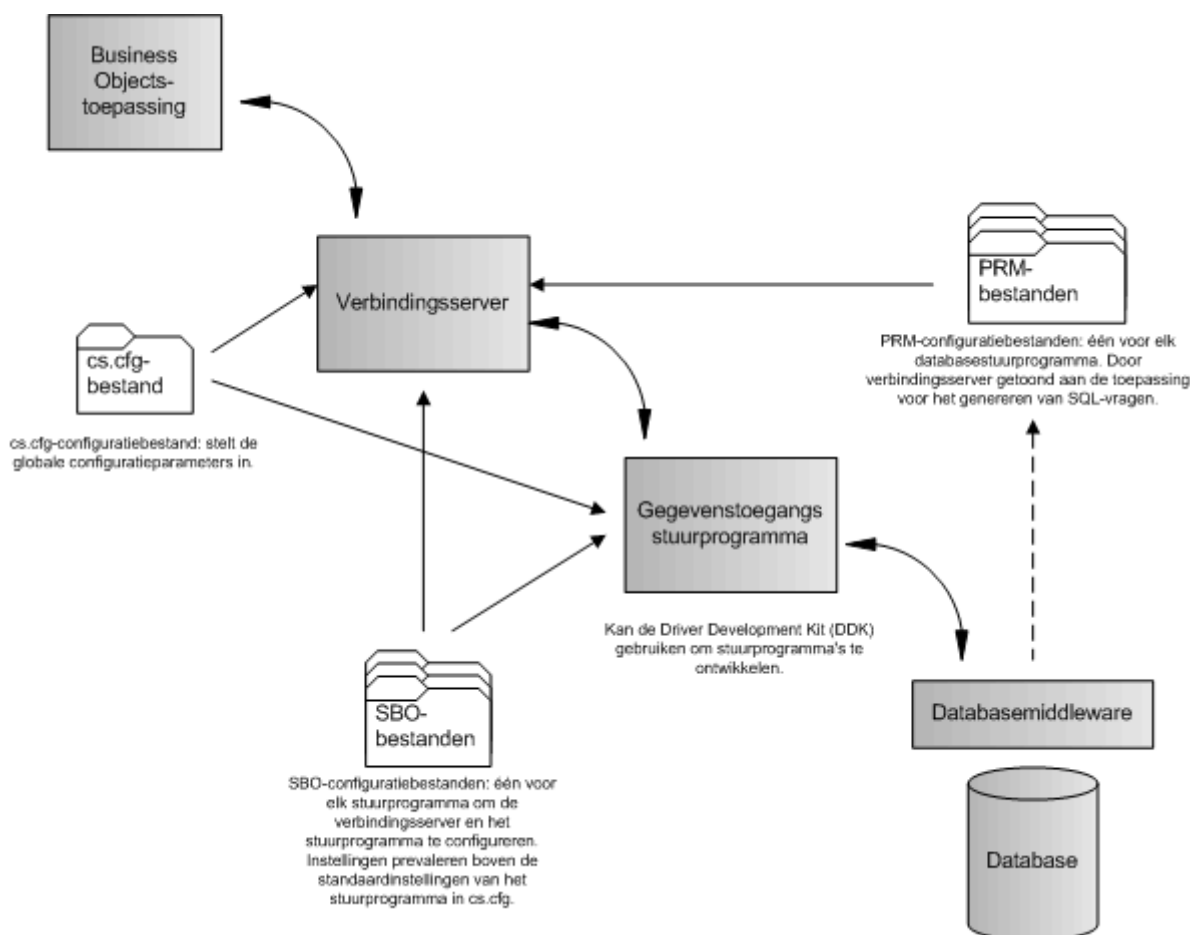 Business
Objects-
toepassing
Verbindingsserver
PRM-
bestanden
PRM-configuratiebestanden: één voor elk
databasestuurprogramma. Door
verbindingsserver getoond aan de toepassing
voor het genereren van SQL-vragen.
cs.cfg-
bestand
cs.cfg-configuratiebestand: stelt de
globale configuratieparameters in.
Gegevenstoegangs
stuurprogramma
Kan de Driver Development Kit (DDK)
gebruiken om stuurprogramma's te
ontwikkelen.
SBO-
bestanden
SBO-configuratiebestanden: één voor
elk stuurprogramma om de
verbindingsserver en het
stuurprogramma te configureren.
Instellingen prevaleren boven de
standaardinstellingen van het
stuurprogramma in cs.cfg.
Databasemiddleware
Database